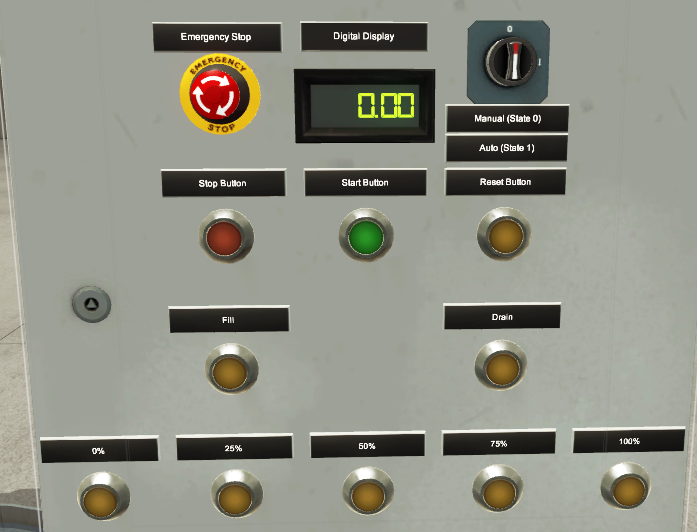 Emergency Stop
Digital Display
0
1
EMERGENCY
STOP
0.00
Manual (State 0)
Auto (State 1)
Stop Button
Start Button
Reset Button
Fill
Drain
0%
25%
50%
75%
100%